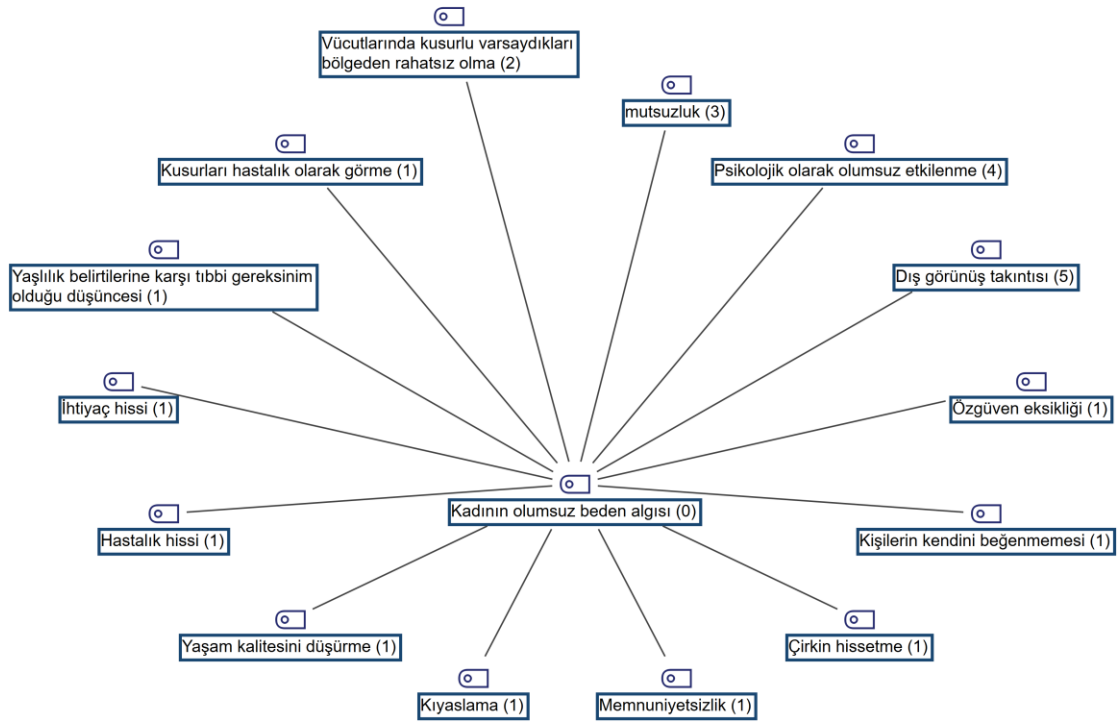 Vücutlarında kusurlu varsaydıkları
bölgeden rahatsız olma (2)
mutsuzluk (3)
Kusurları hastalık olarak görme (1)
Psikolojik olarak olumsuz etkilenme (4)
Yaşlılık belirtilerine karşı tıbbi gereksinim
olduğu düşüncesi (1)
Dış görünüş takıntısı (5)
İhtiyaç hissi (1)
Özgüven eksikliği (1)
Kadının olumsuz beden algısı (0)
Hastalık hissi (1)
Kişilerin kendini beğenmemesi (1)
Yaşam kalitesini düşürme (1)
Çirkin hissetme (1)
Kıyaslama (1)
Memnuniyetsizlik (1)